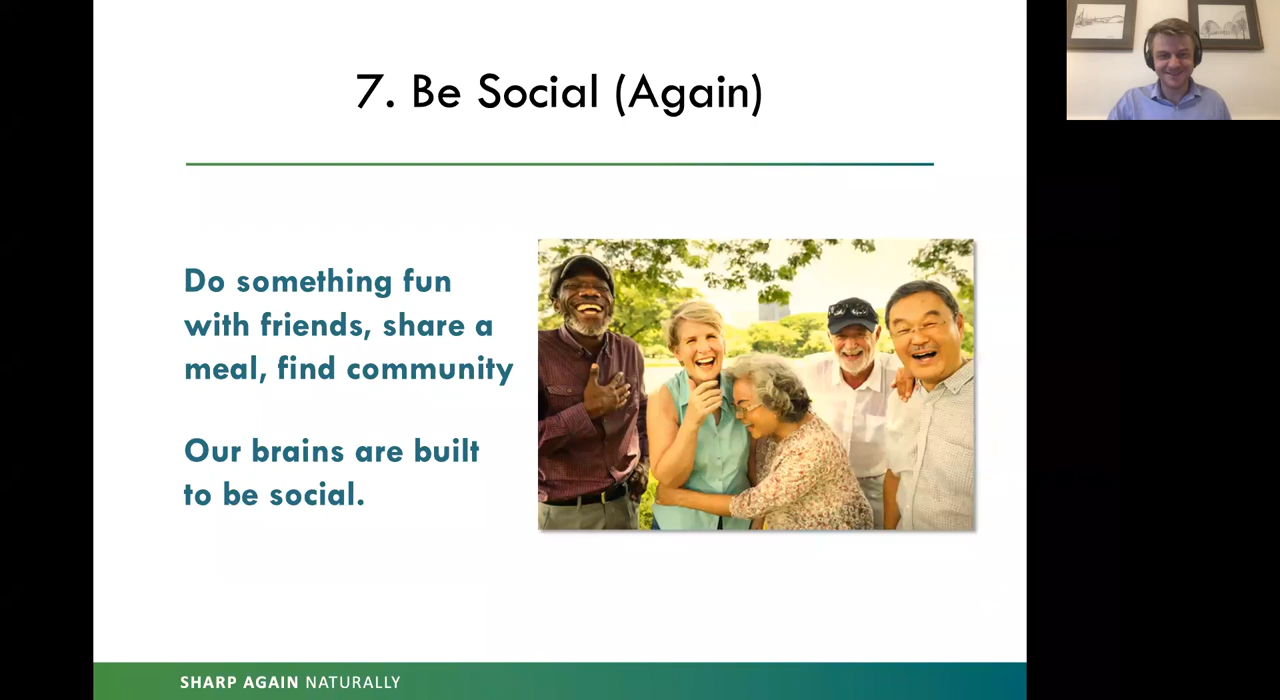 7. Be Social (Again)
Do something fun
with friends, share a
meal, find community
Our brains are built
to be social.
SHARP AGAIN NATURALLY